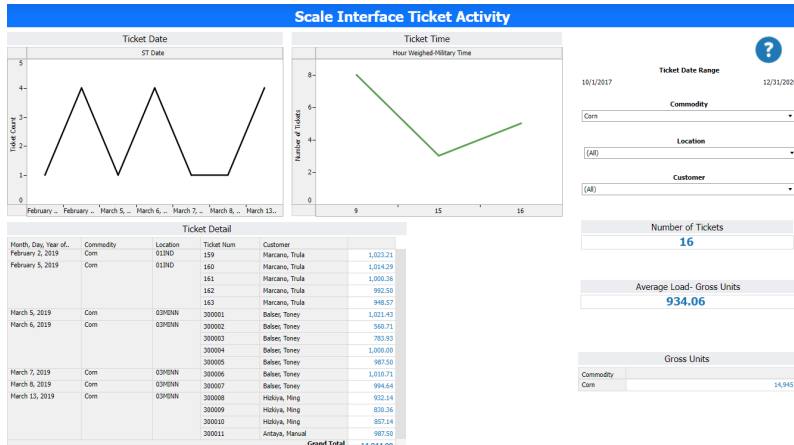 Scale Interface Ticket Activity
Ticket Date
ST Date
Ticket Count
5
4
3
2
1
0
February .. February .. March 5, .. March 6, .. March 7, .. March 8, .. March 13..
Ticket Time
Hour Weighed-Military Time
Number of Tickets
8
6
4
2
0
9 15 16
?
Ticket Date Range
10/1/2017 12/31/202
Commodity
Corn
Location
(All)
Customer
(All)
Number of Tickets
16
Average Load- Gross Units
934.06
Gross Units
Commodity
Corn 14,945
Ticket Detail
Month, Day, Year of.. Commodity Location Ticket Num Customer
February 2, 2019 Corn 01IND 159 Marcano, Trula 1,023.21
February 5, 2019 Corn 01IND 160 Marcano, Trula 1,014.29
161 Marcano, Trula 1,000.36
162 Marcano, Trula 992.50
163 Marcano, Trula 948.57
March 5, 2019 Corn 03MINN 300001 Balser, Toney 1,021.43
March 6, 2019 Corn 03MINN 300002 Balser, Toney 560.71
300003 Balser, Toney 783.93
300004 Balser, Toney 1,000.00
300005 Balser, Toney 987.50
March 7, 2019 Corn 03MINN 300006 Balser, Toney 1,010.71
March 8, 2019 Corn 03MINN 300007 Balser, Toney 994.64
March 13, 2019 Corn 03MINN 300008 Hizkiya, Ming 932.14
300009 Hizkiya, Ming 830.36
300010 Hizkiya, Ming 857.14
300011 Antaya, Manual 987.50
Grand Total